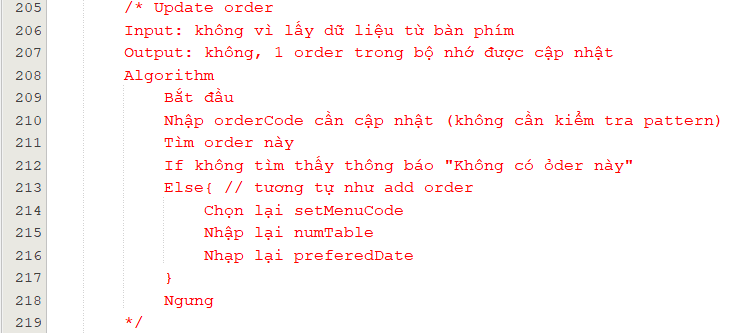 205 /* Update order
206 Input: không vì lấy dữ liệu từ bàn phím
207 Output: không, 1 order trong bộ nhớ được cập nhật
208 Algorithm
209 Bắt đầu
210 Nhập orderCode cần cập nhật (không cần kiểm tra pattern)
211 Tìm order này
212 If không tìm thấy thông báo "Không có ỏder này"
213 Else{ // tương tự như add order
214 Chọn lại setMenuCode
215 Nhập lại numTable
216 Nhạp lại preferedDate
217 }
218 Ngưng
219 */